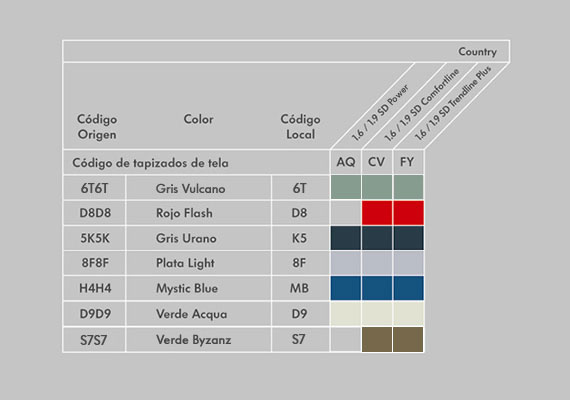 Country
1.6 / 1.9 SD Power
1.6 / 1.9 SD Comfortline
1.6 / 1.9 SD Trendline Plus
Código Color Código
Origen Local
Código de tapizados de tela AQ CV FY
6T6T Gris Vulcano 6T
D8D8 Rojo Flash D8
5K5K Gris Urano K5
8F8F Plata Light 8F
H4H4 Mystic Blue MB
D9D9 Verde Acqua D9
S7S7 Verde Byzanz S7